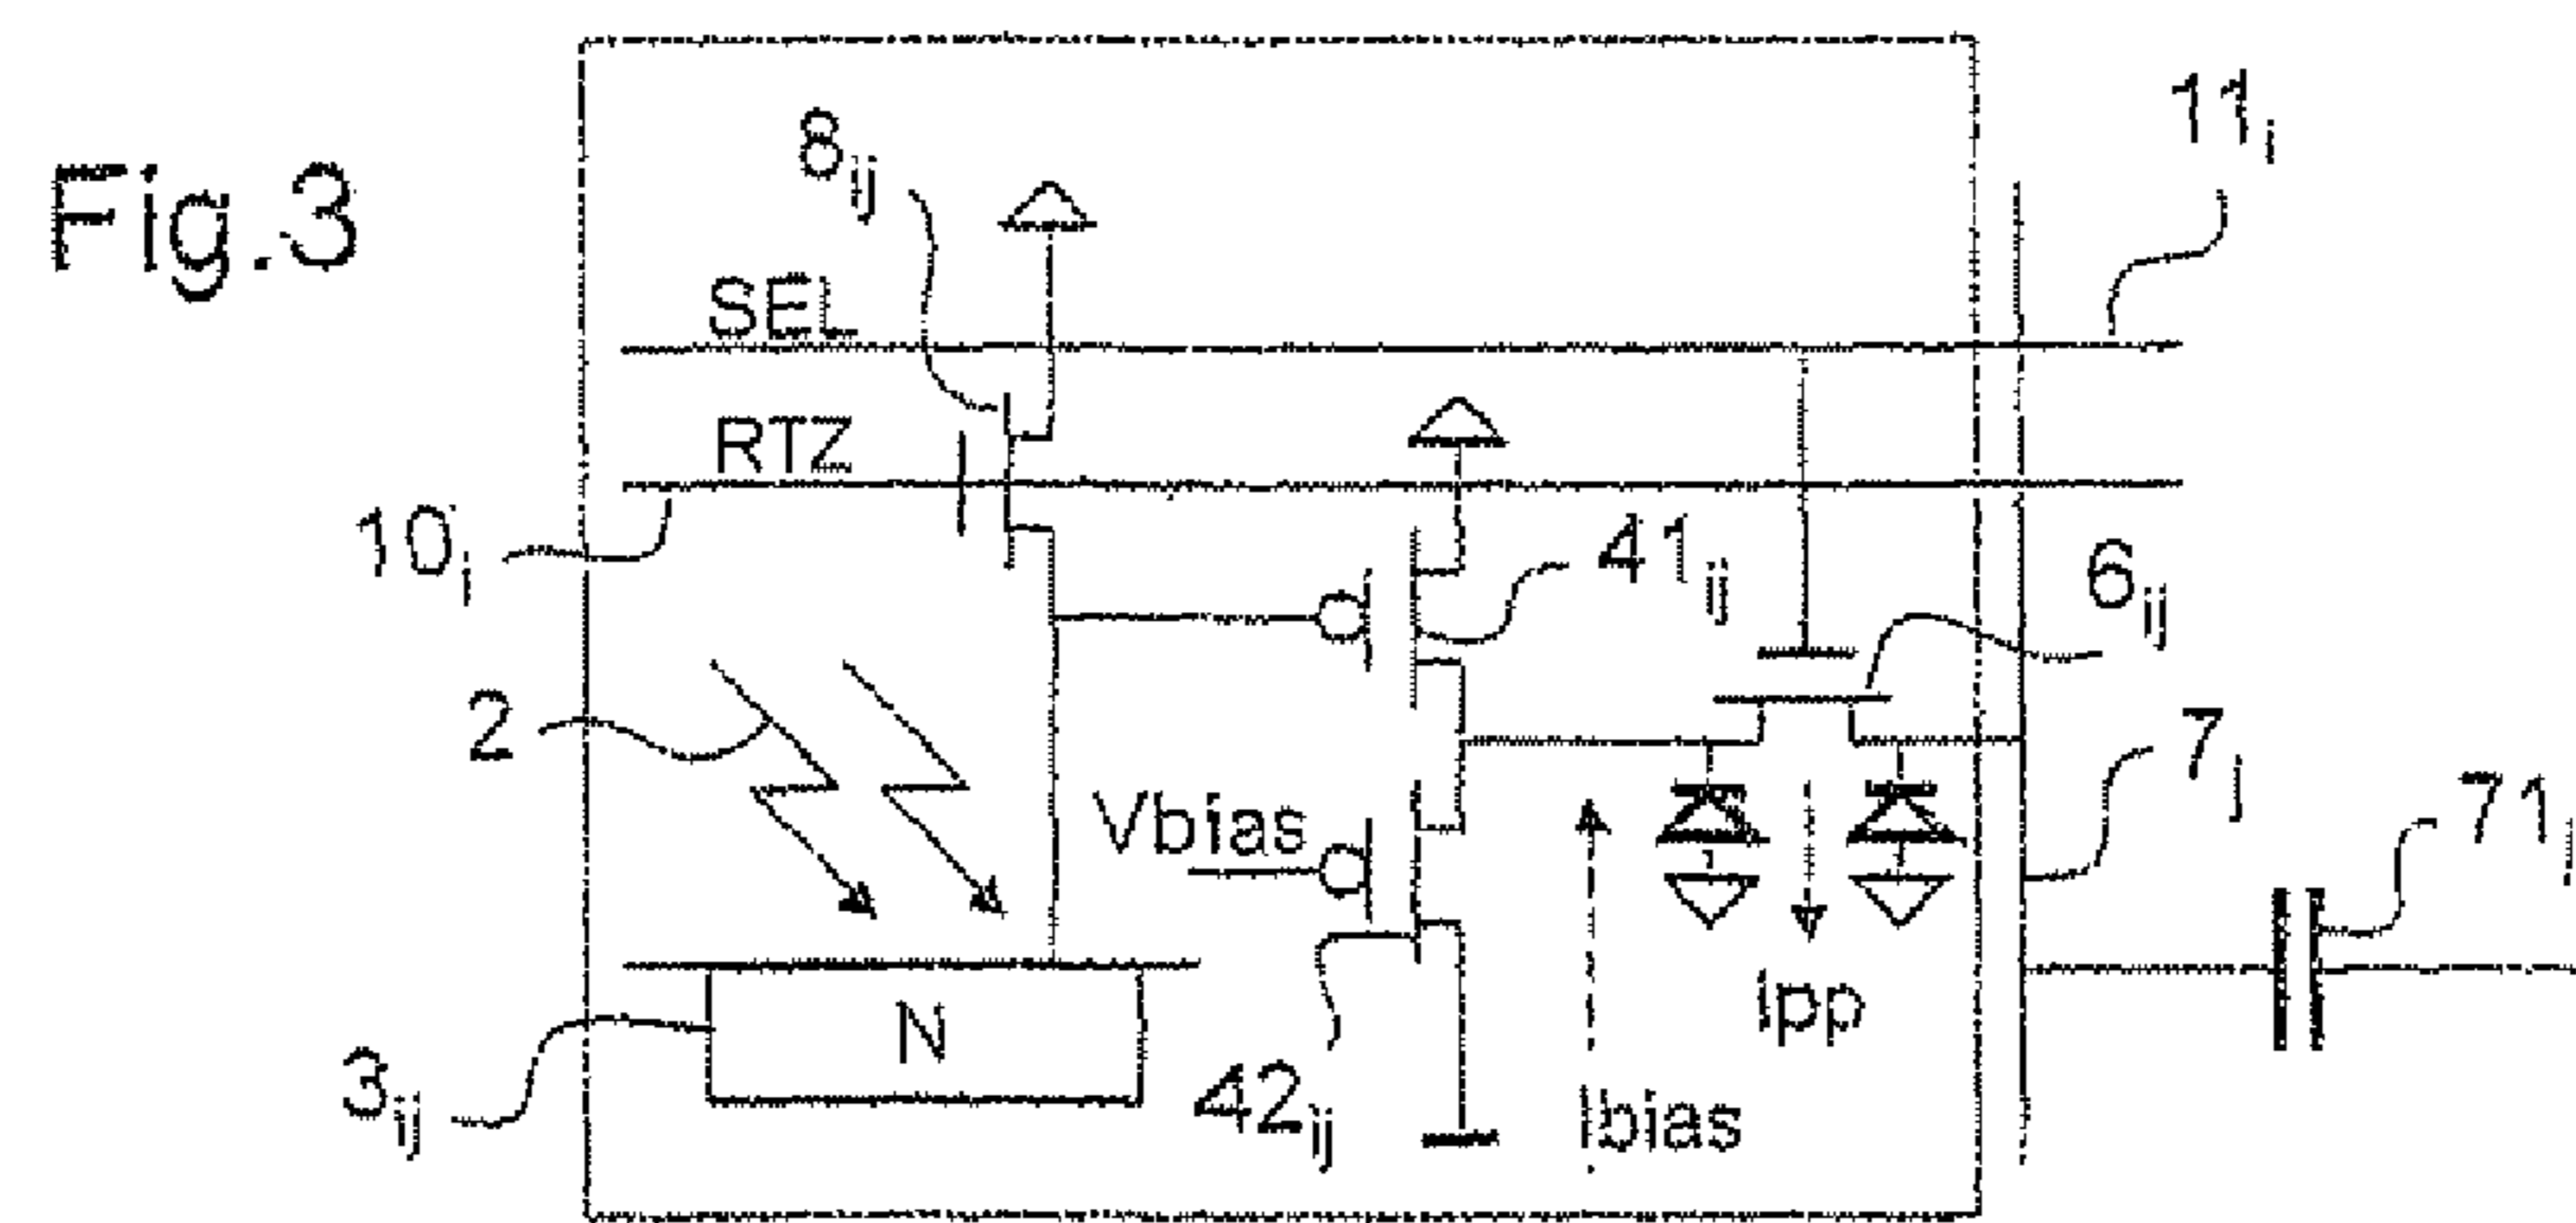 Fig.3
8ij
11i
SEL
RTZ
10i
41ij
6ij
2
Vbias
7j
71j
N
Ipp
3ij
42ij
Ibias